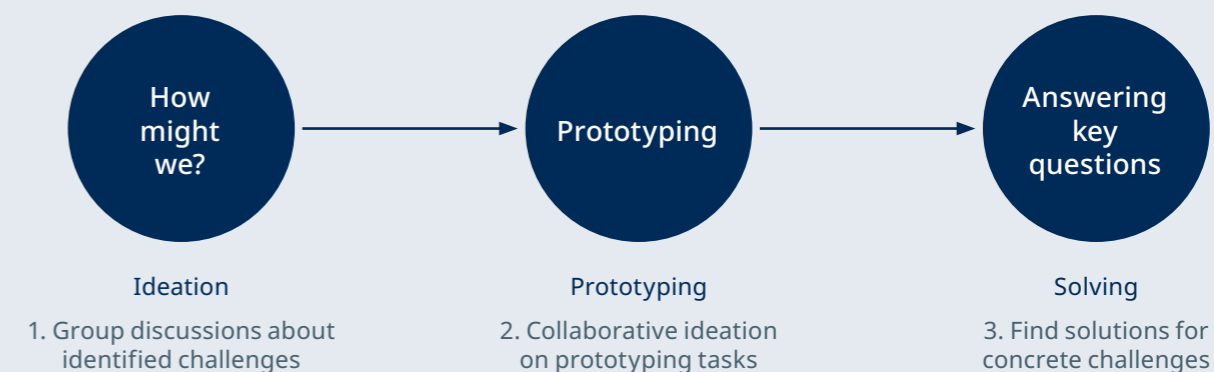 How
might
we?
Prototyping
Answering
key
questions
Ideation
Prototyping
Solving
1. Group discussions about
identified challenges
2. Collaborative ideation
on prototyping tasks
3. Find solutions for
concrete challenges